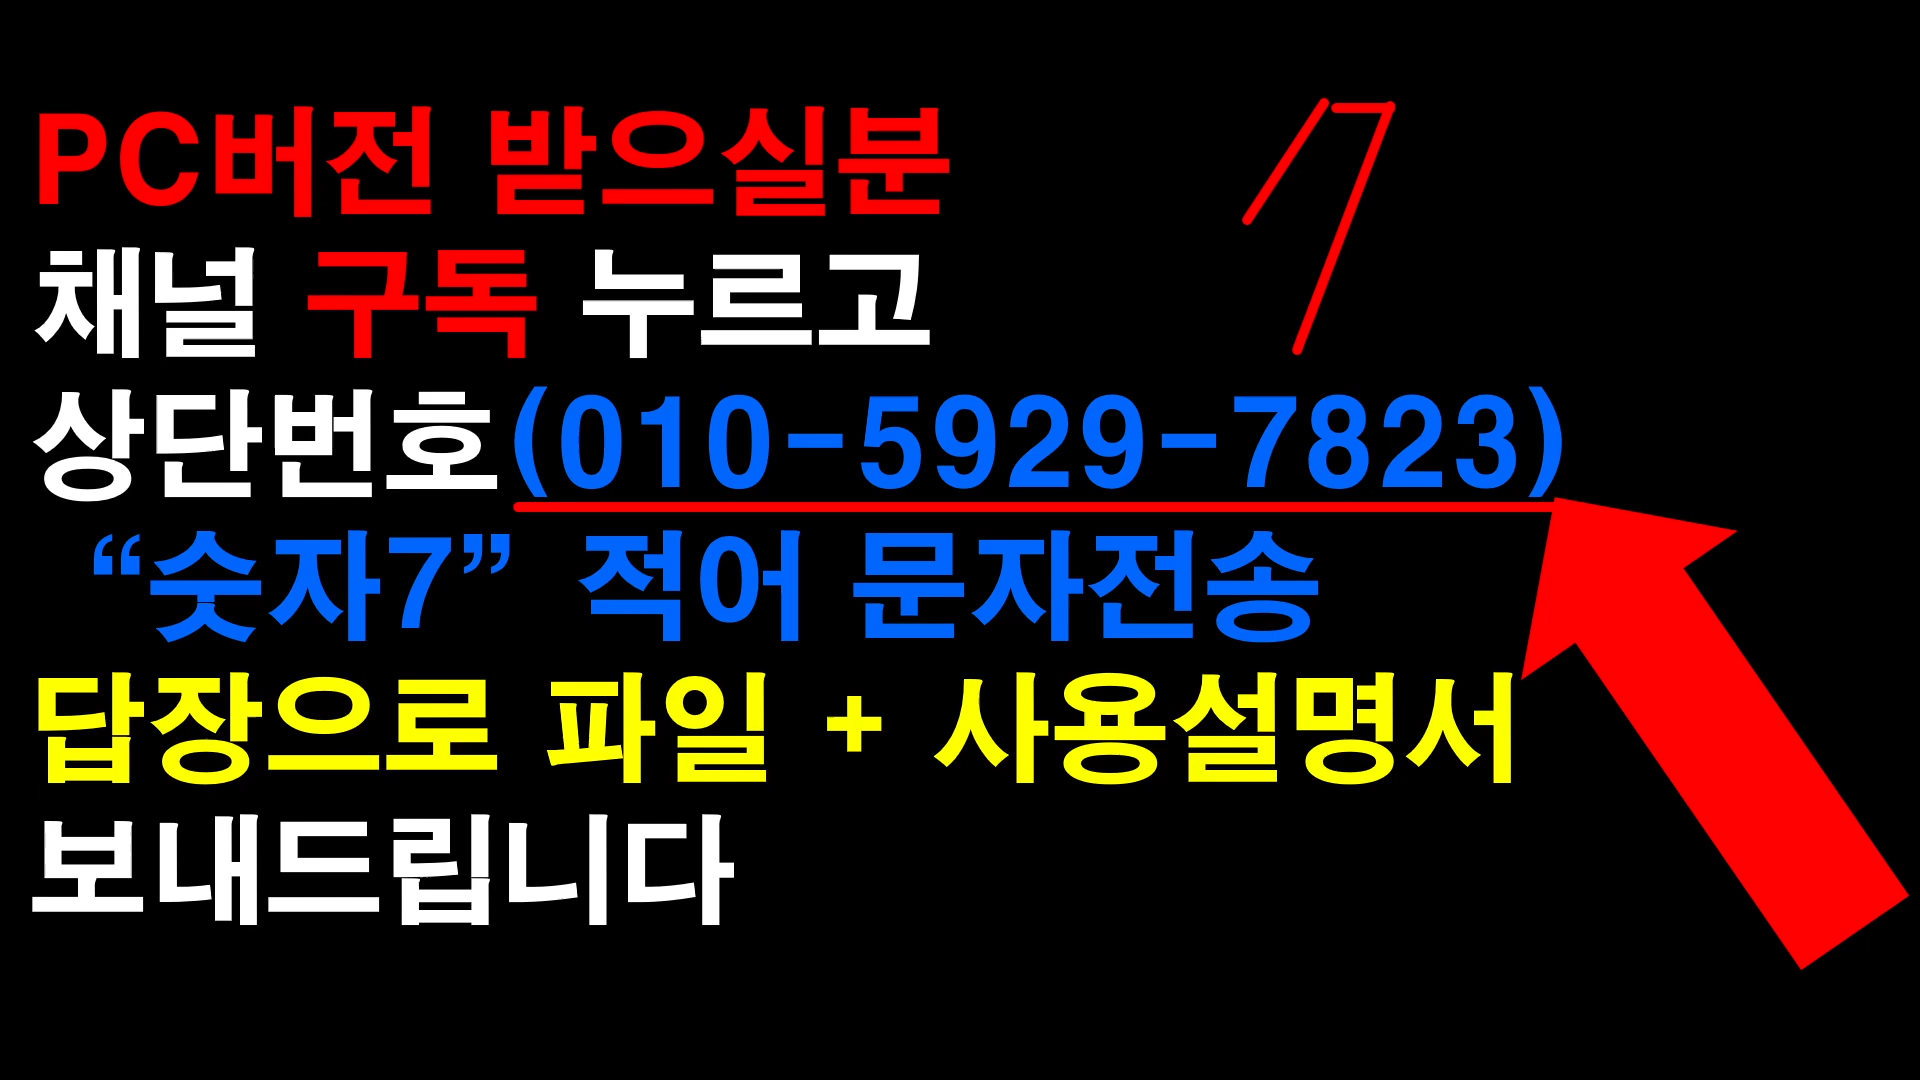 PC버전 받으실분
채널 구독 누르고
상단번호(010-5929-7823)
“숫자7” 적어 문자전송
답장으로 파일 + 사용설명서
보내드립니다
7